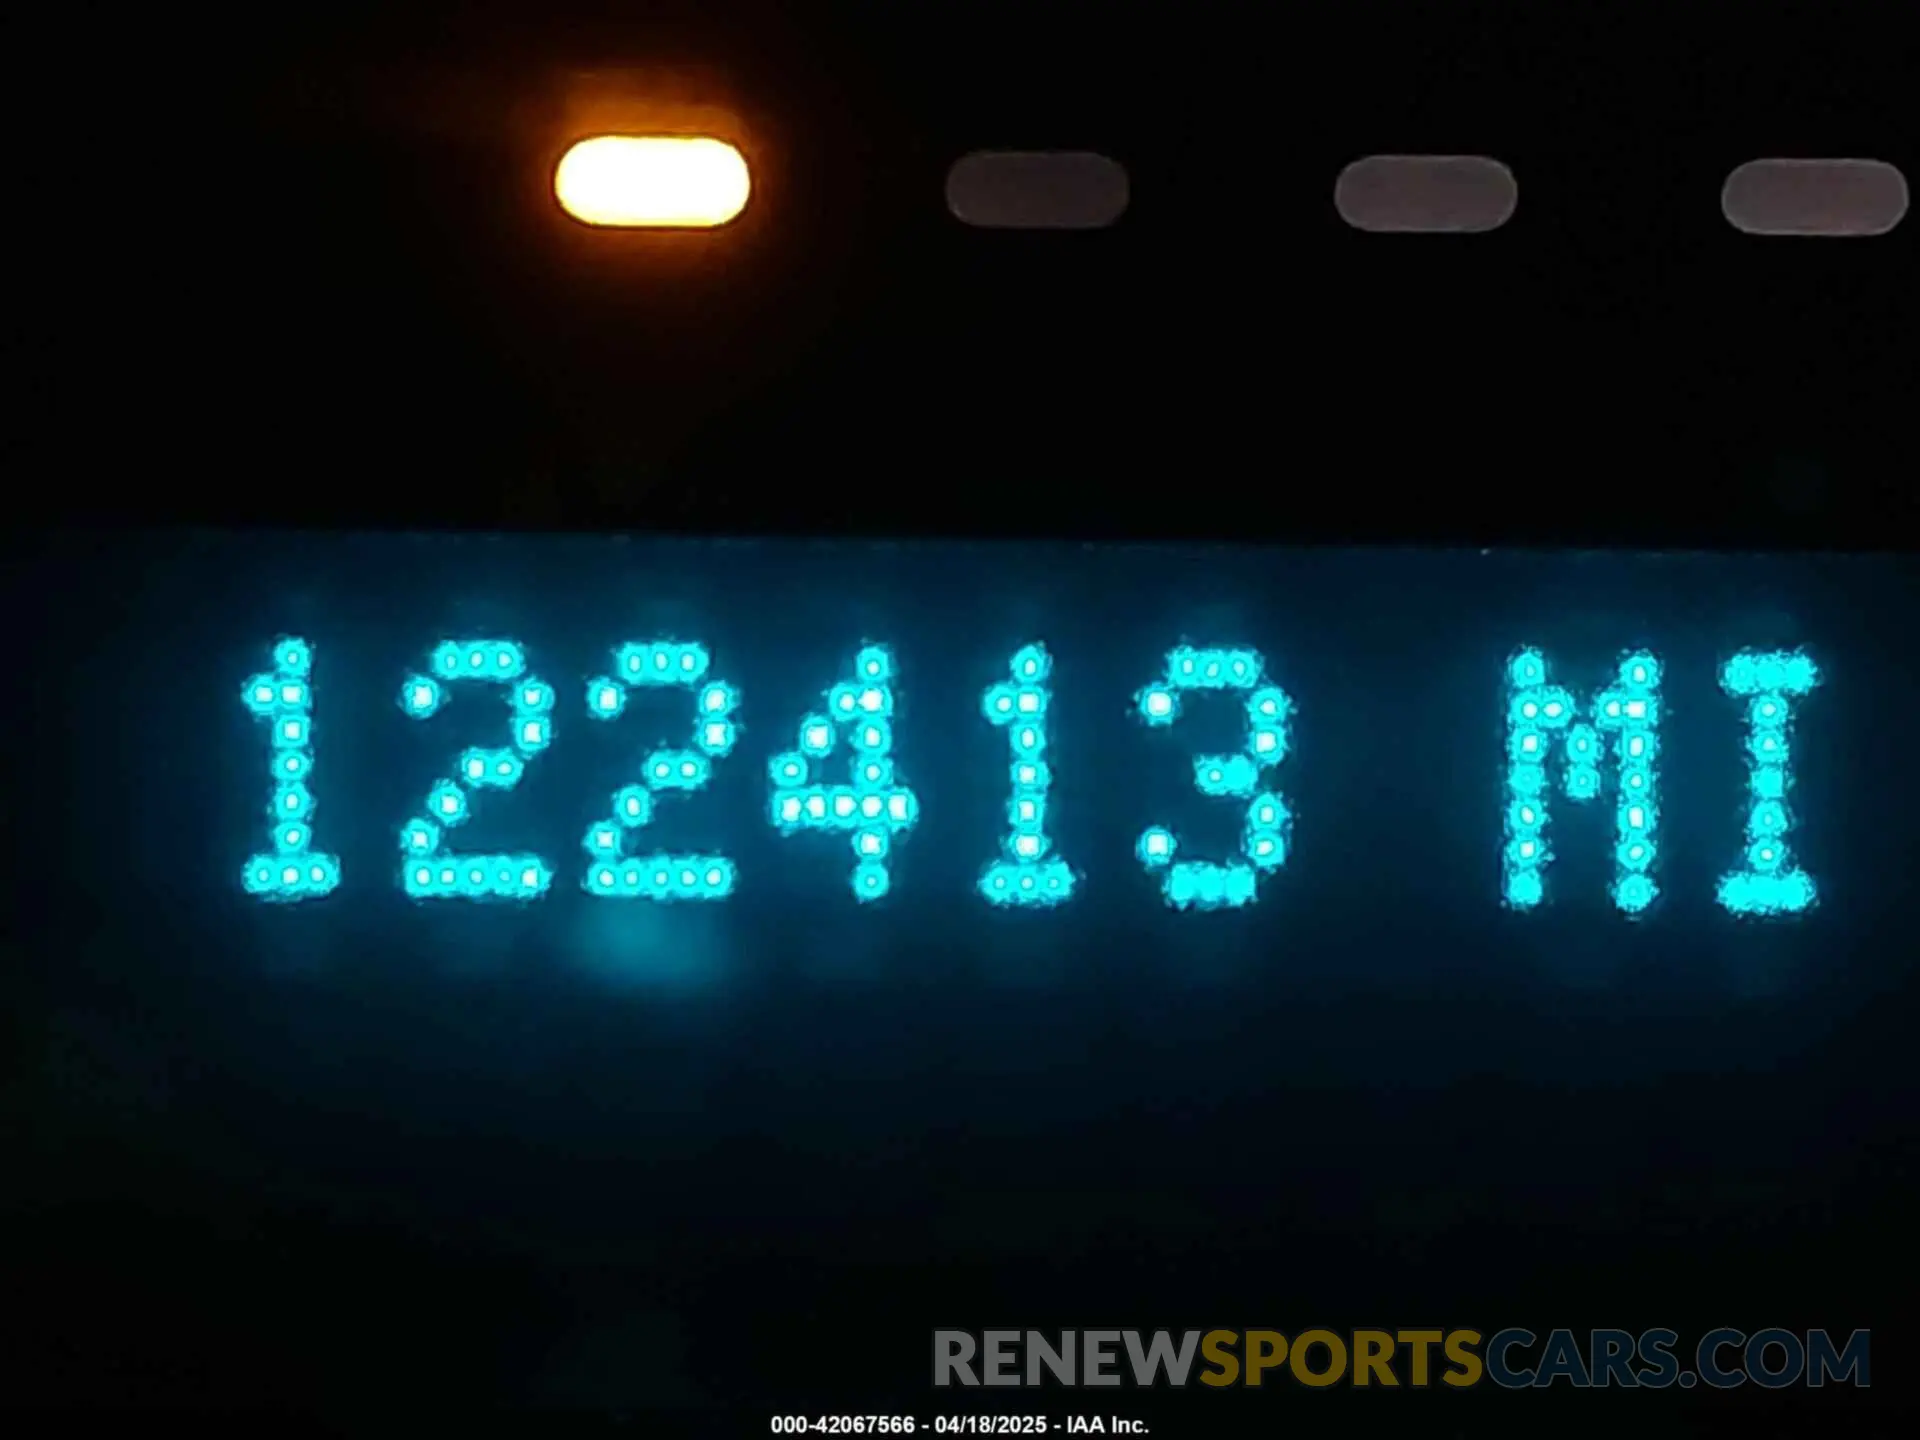 122413 MI
RENEWSPORTSCARS.COM
000-42067566 - 04/18/2025 - IAA Inc.